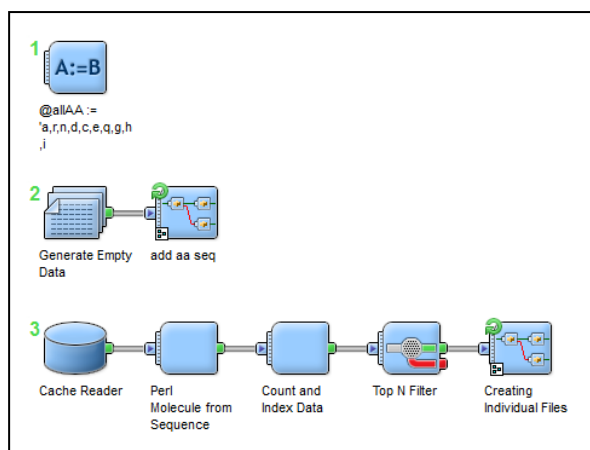 1
A:=B
@allAA :=
'a,r,n,d,c,e,q,g,h
,i
2
Generate Empty
Data
add aa seq
3
Cache Reader
Perl
Molecule from
Sequence
Count and
Index Data
Top N Filter
Creating
Individual Files